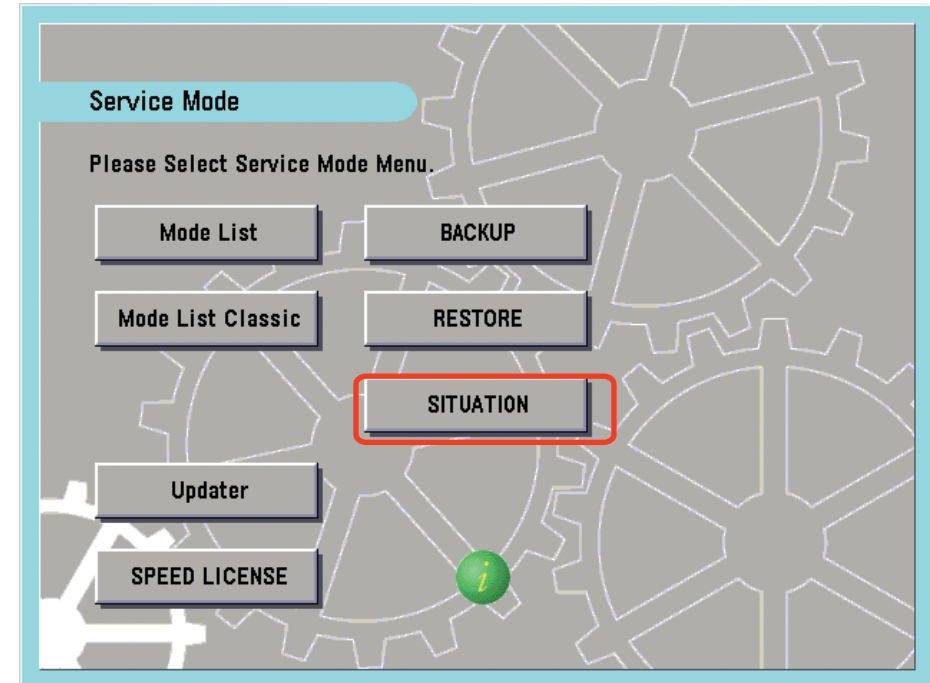 Service Mode
Please Select Service Mode Menu.
Mode List
BACKUP
Mode List Classic
RESTORE
SITUATION
Updater
SPEED LICENSE
i